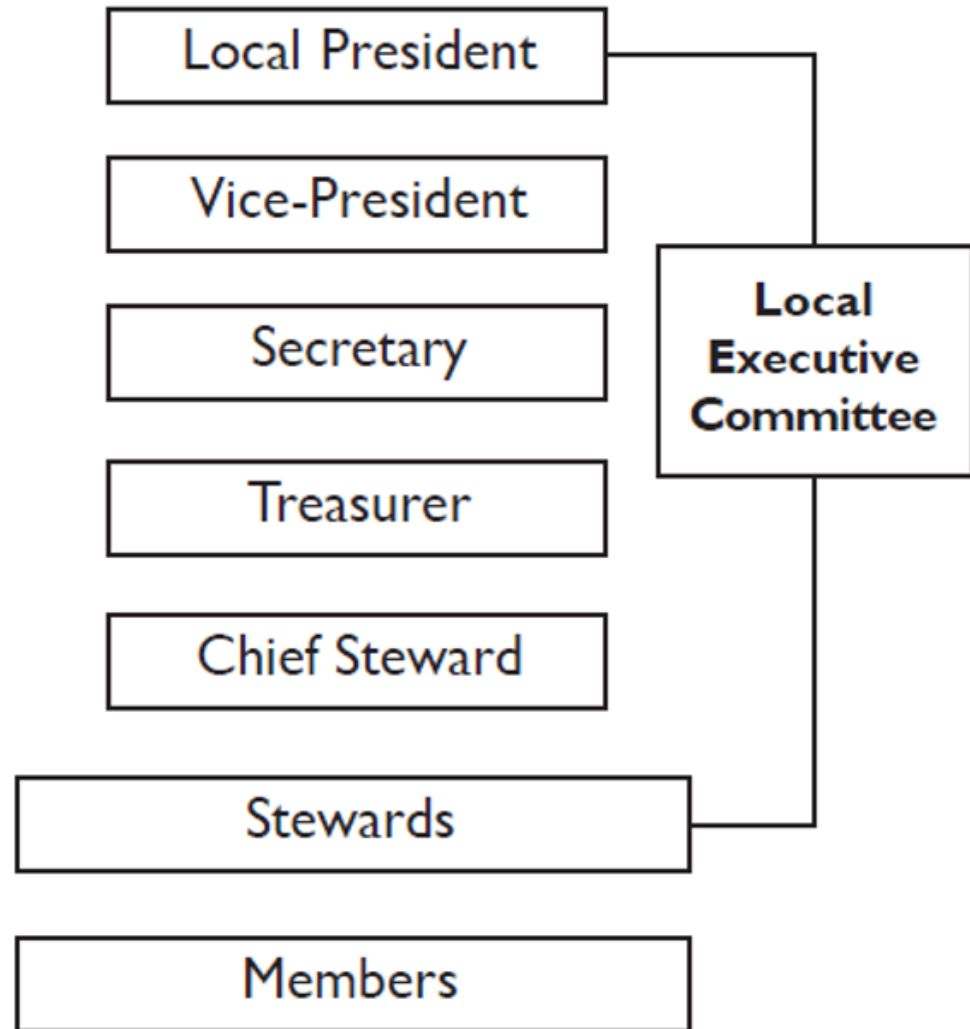 Local President
Vice-President
Secretary
Local
Executive
Committee
Treasurer
Chief Steward
Stewards
Members